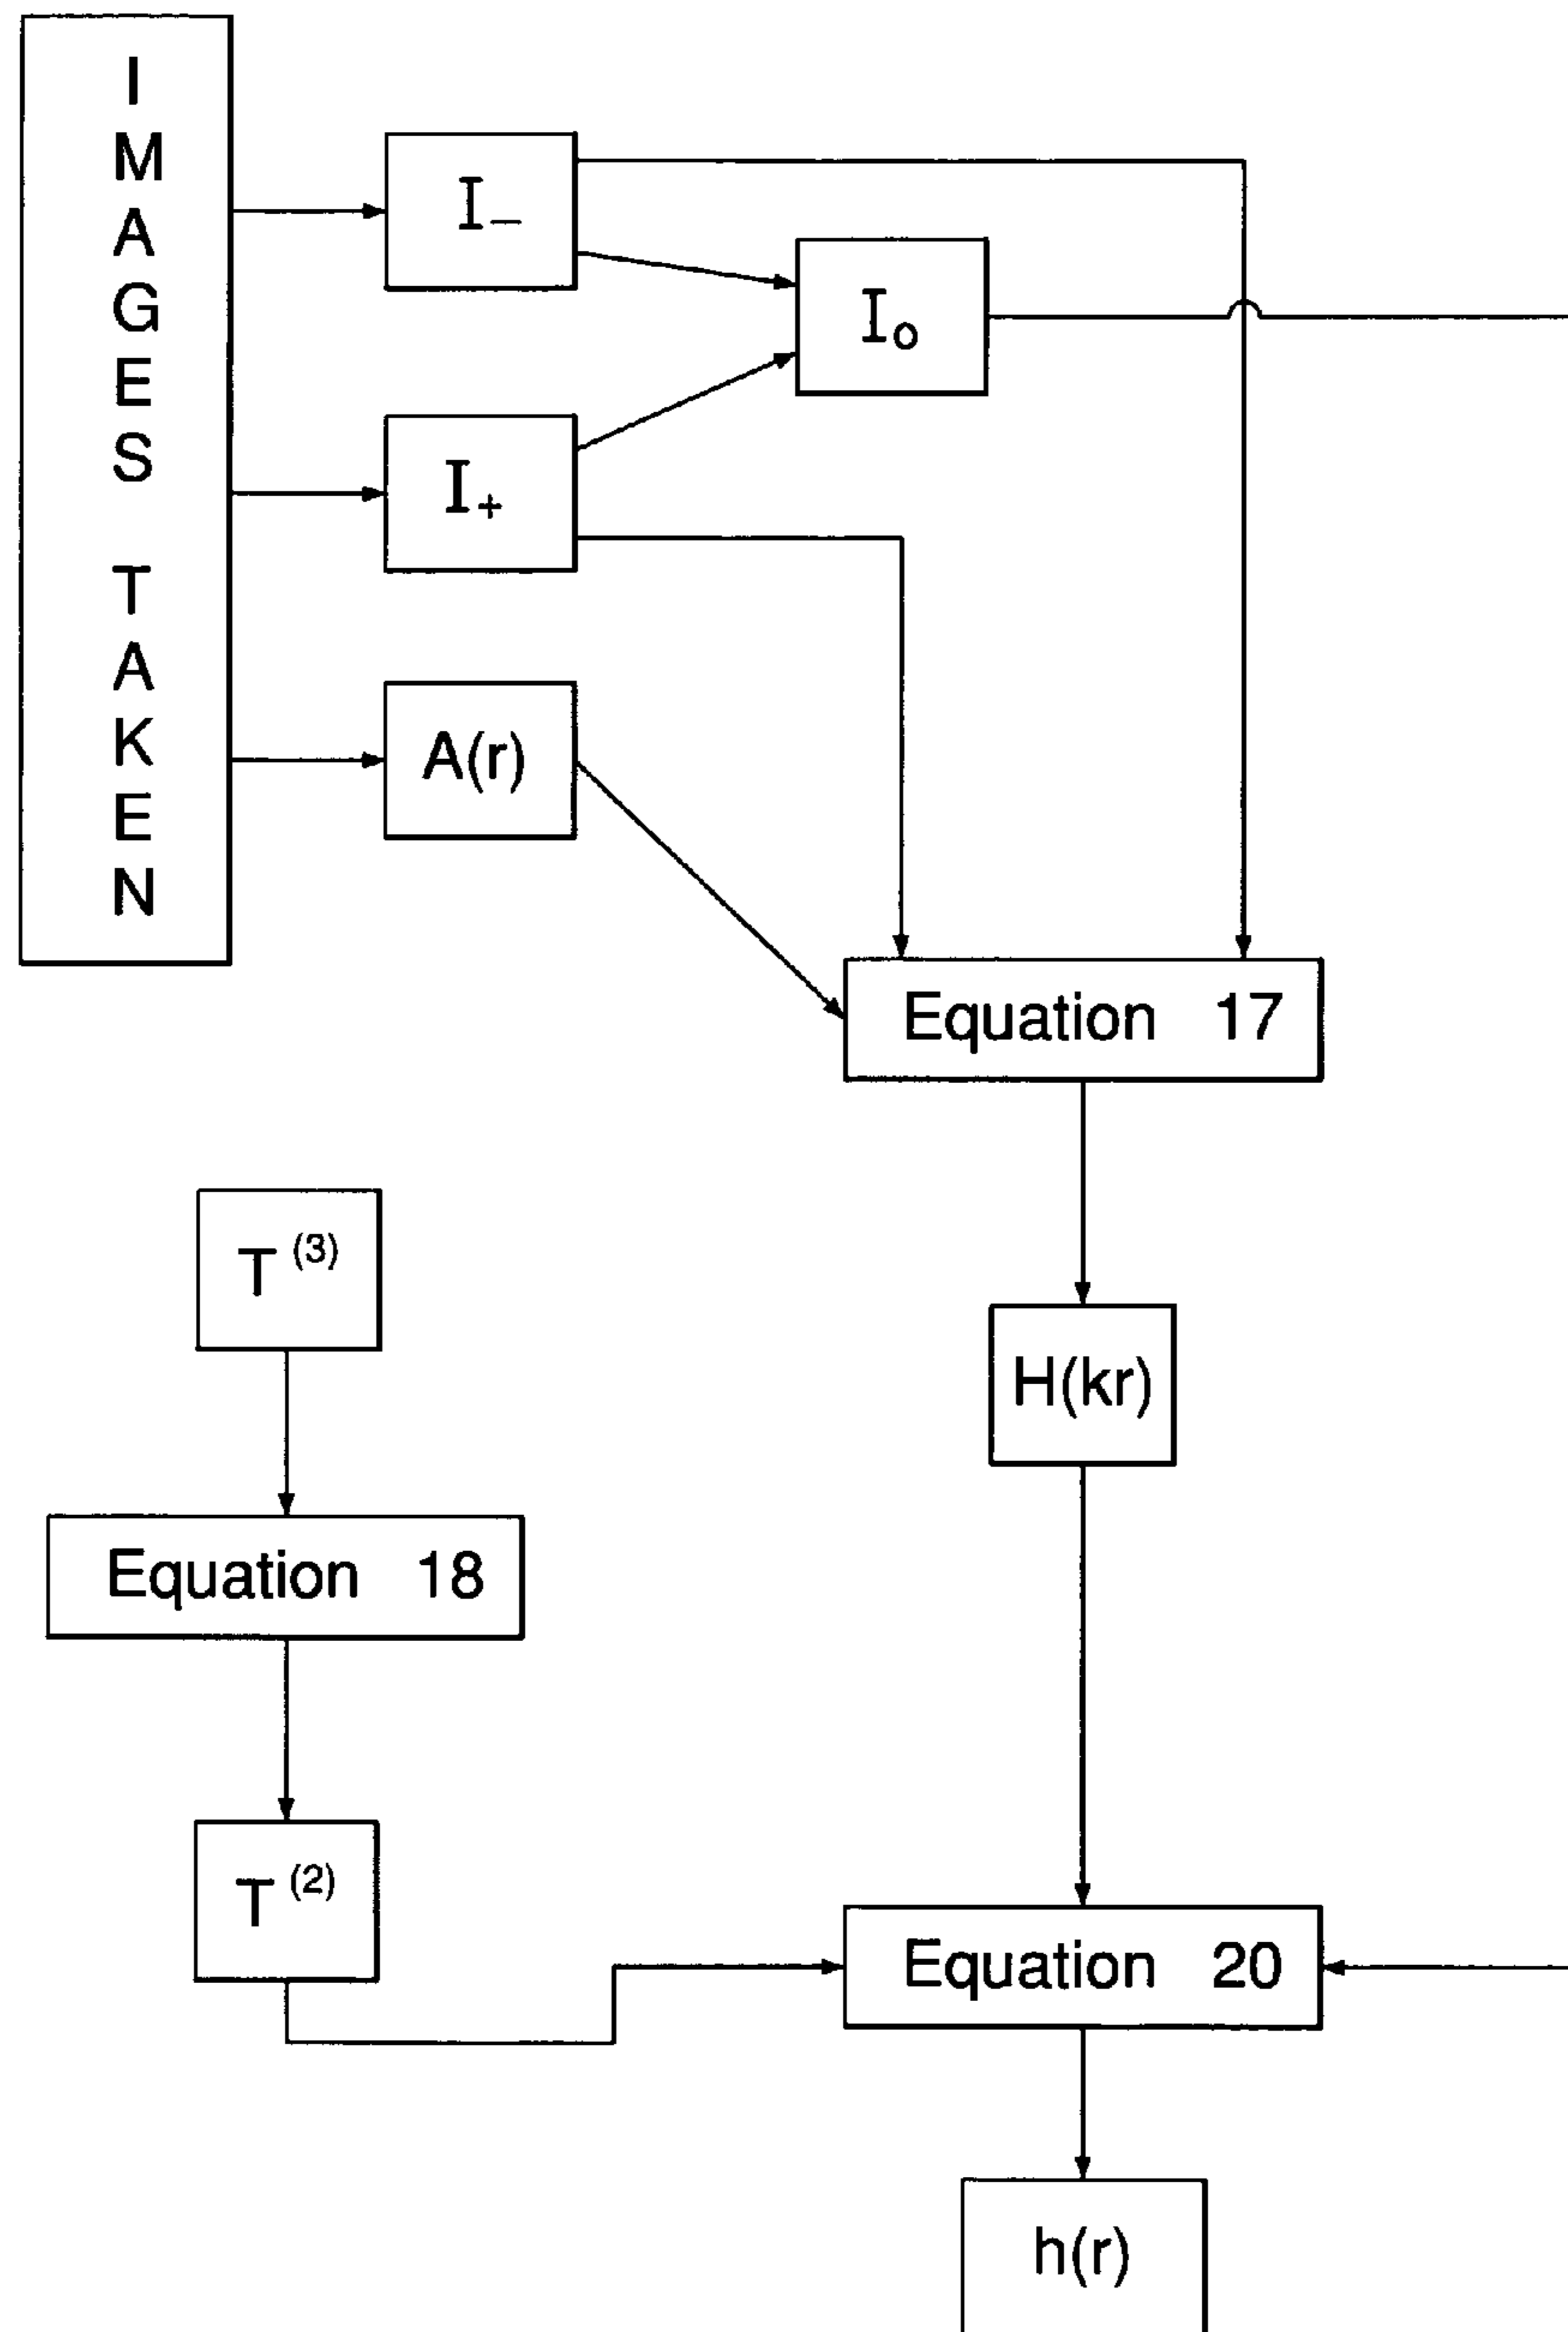 IMAGES TAKEN
I−
I₀
I₊
A(r)
Equation 17
T⁽³⁾
H(kr)
Equation 18
T⁽²⁾
Equation 20
h(r)